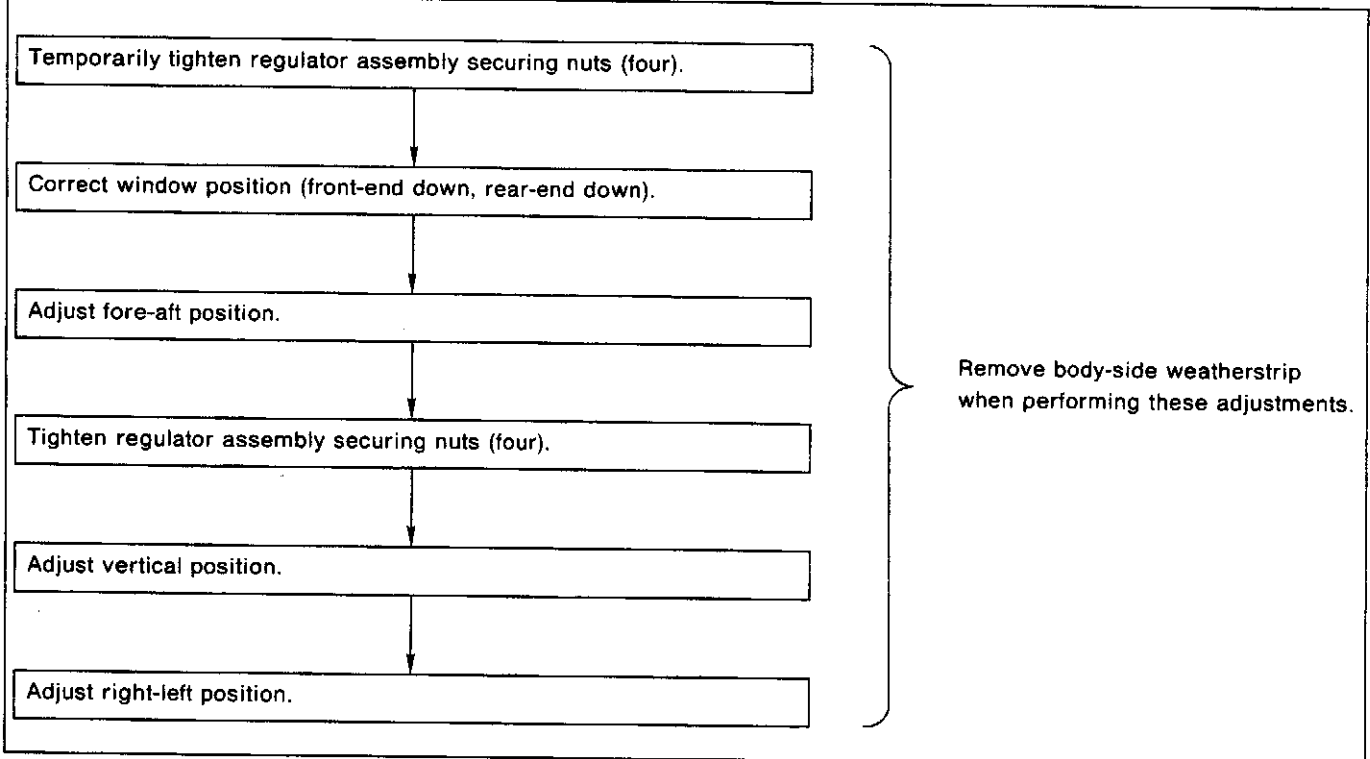 Temporarily tighten regulator assembly securing nuts (four).
Correct window position (front-end down, rear-end down).
Adjust fore-aft position.
Tighten regulator assembly securing nuts (four).
Adjust vertical position.
Adjust right-left position.
Remove body-side weatherstrip
when performing these adjustments.